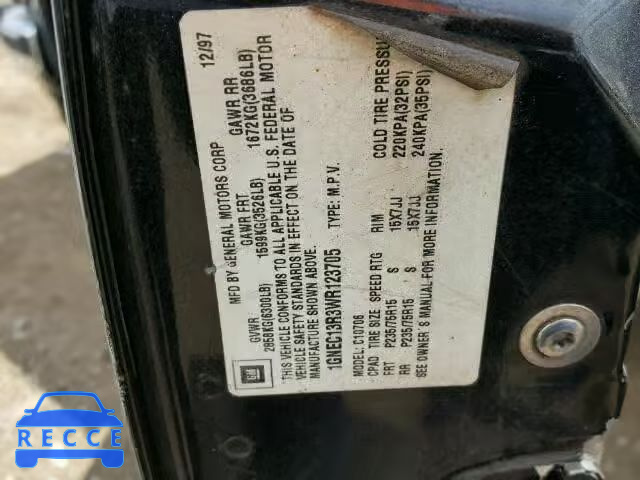 MFD BY GENERAL MOTORS CORP 12/97
GVWR GAWR FRT GAWR RR
2858KG(6300LB) 1599KG(3526LB) 1672KG(3686LB)
THIS VEHICLE CONFORMS TO ALL APPLICABLE U.S. FEDERAL MOTOR
VEHICLE SAFETY STANDARDS IN EFFECT ON THE DATE OF
MANUFACTURE SHOWN ABOVE.
1GNEC13R3WR123705 TYPE: M.P.V.
MODEL: C10706
CPAD TIRE SIZE SPEED RTG RIM COLD TIRE PRESSU
FRT P235/75R15 S 15X7JJ 220KPA(32PSI)
RR P235/75R15 S 15X7JJ 240KPA(35PSI)
SEE OWNER'S MANUAL FOR MORE INFORMATION.
GM
RECCE